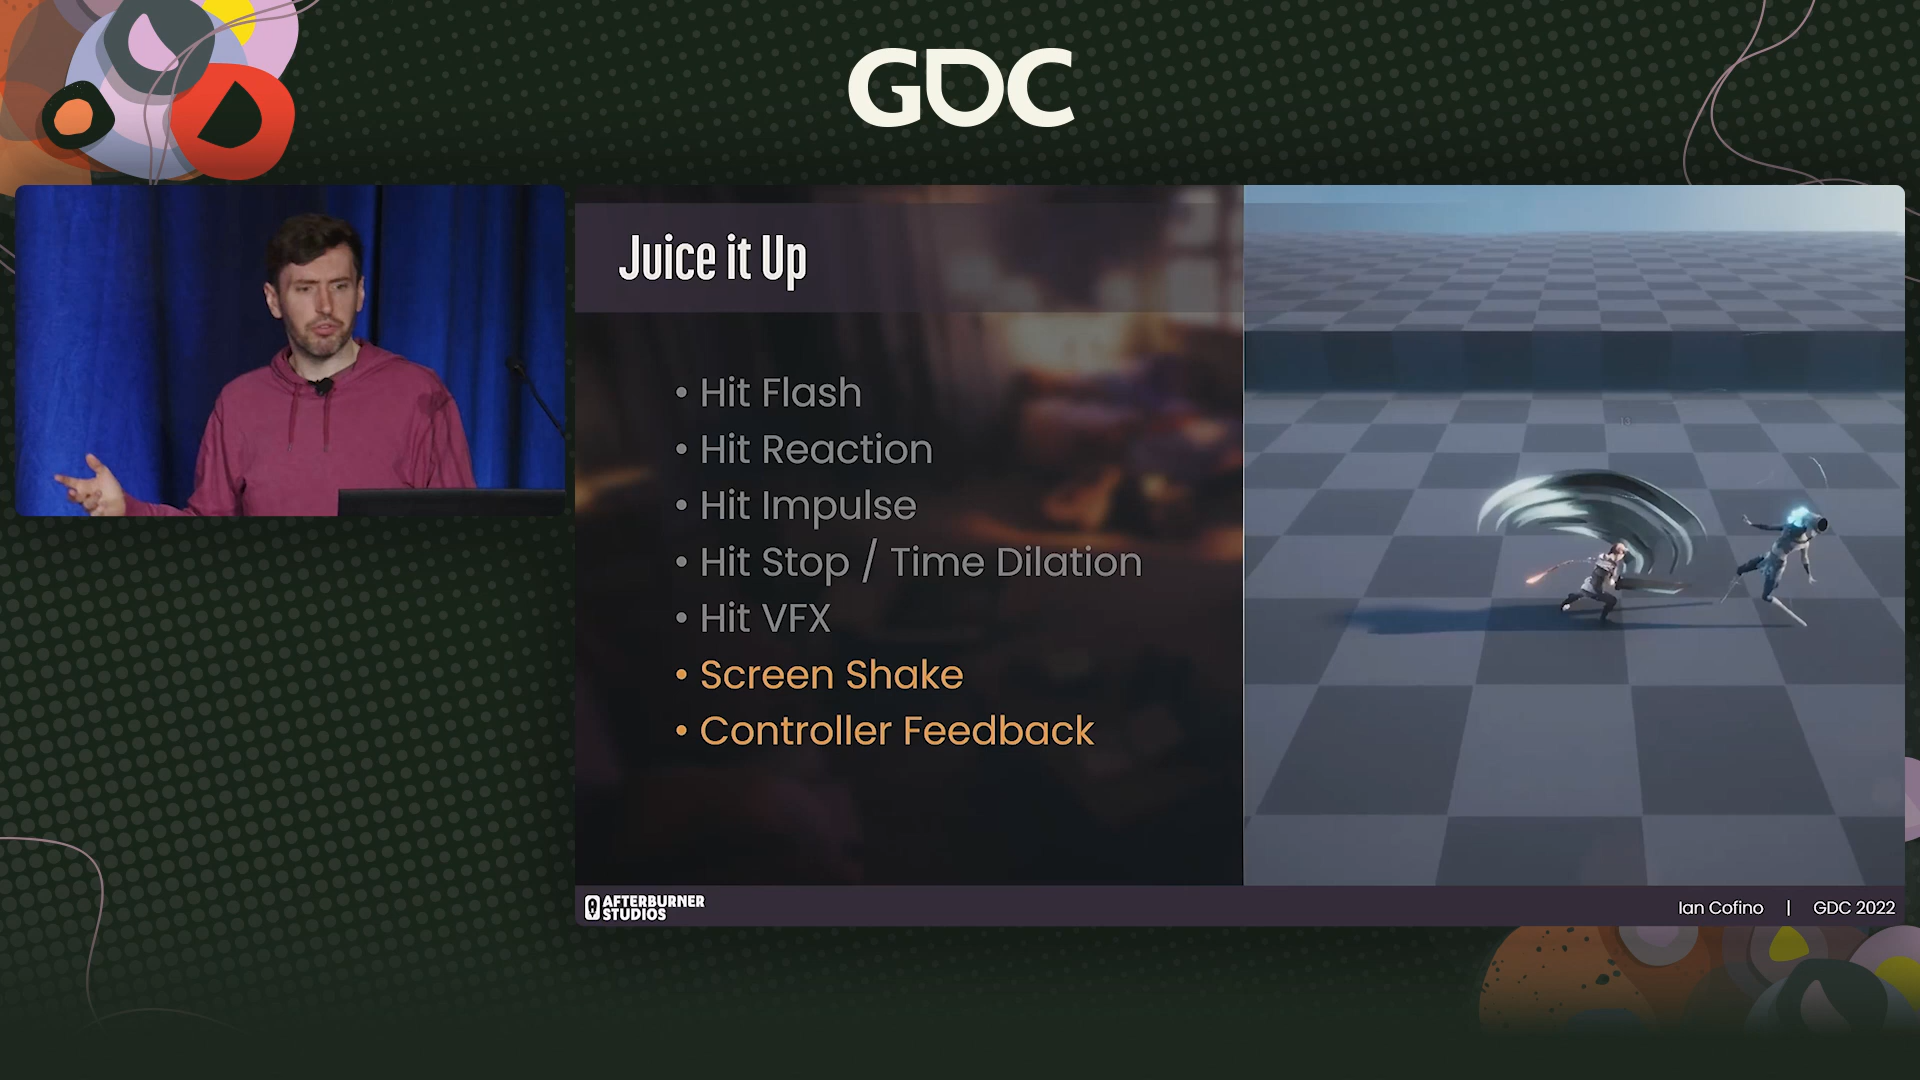 GDC
Juice it Up
• Hit Flash
• Hit Reaction
• Hit Impulse
• Hit Stop / Time Dilation
• Hit VFX
• Screen Shake
• Controller Feedback
AFTERBURNER
STUDIOS
Ian Cofino | GDC 2022